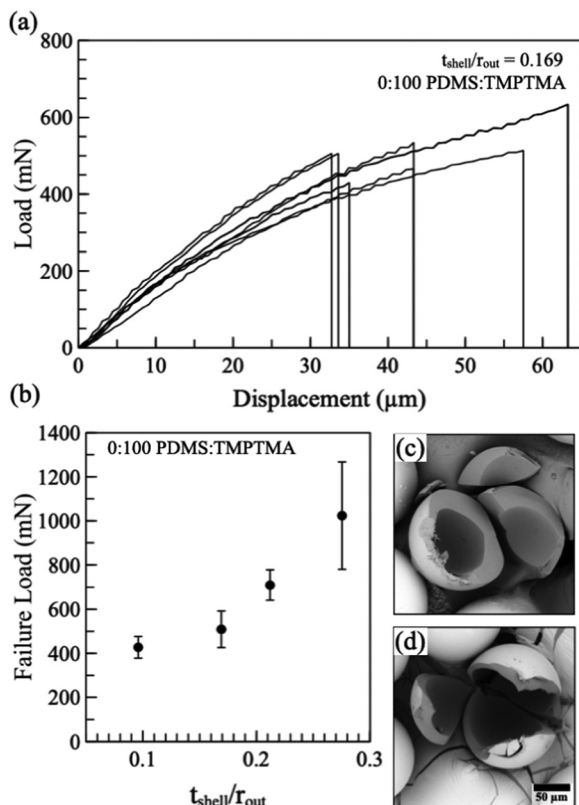 (a)
800
600
400
200
0
Load (mN)
t_shell/r_out = 0.169
0:100 PDMS:TMPTMA
0 10 20 30 40 50 60
Displacement (µm)
(b)
1400
1200
1000
800
600
400
200
0
Failure Load (mN)
0:100 PDMS:TMPTMA
0.1 0.2 0.3
t_shell/r_out
(c)
(d)
50 µm